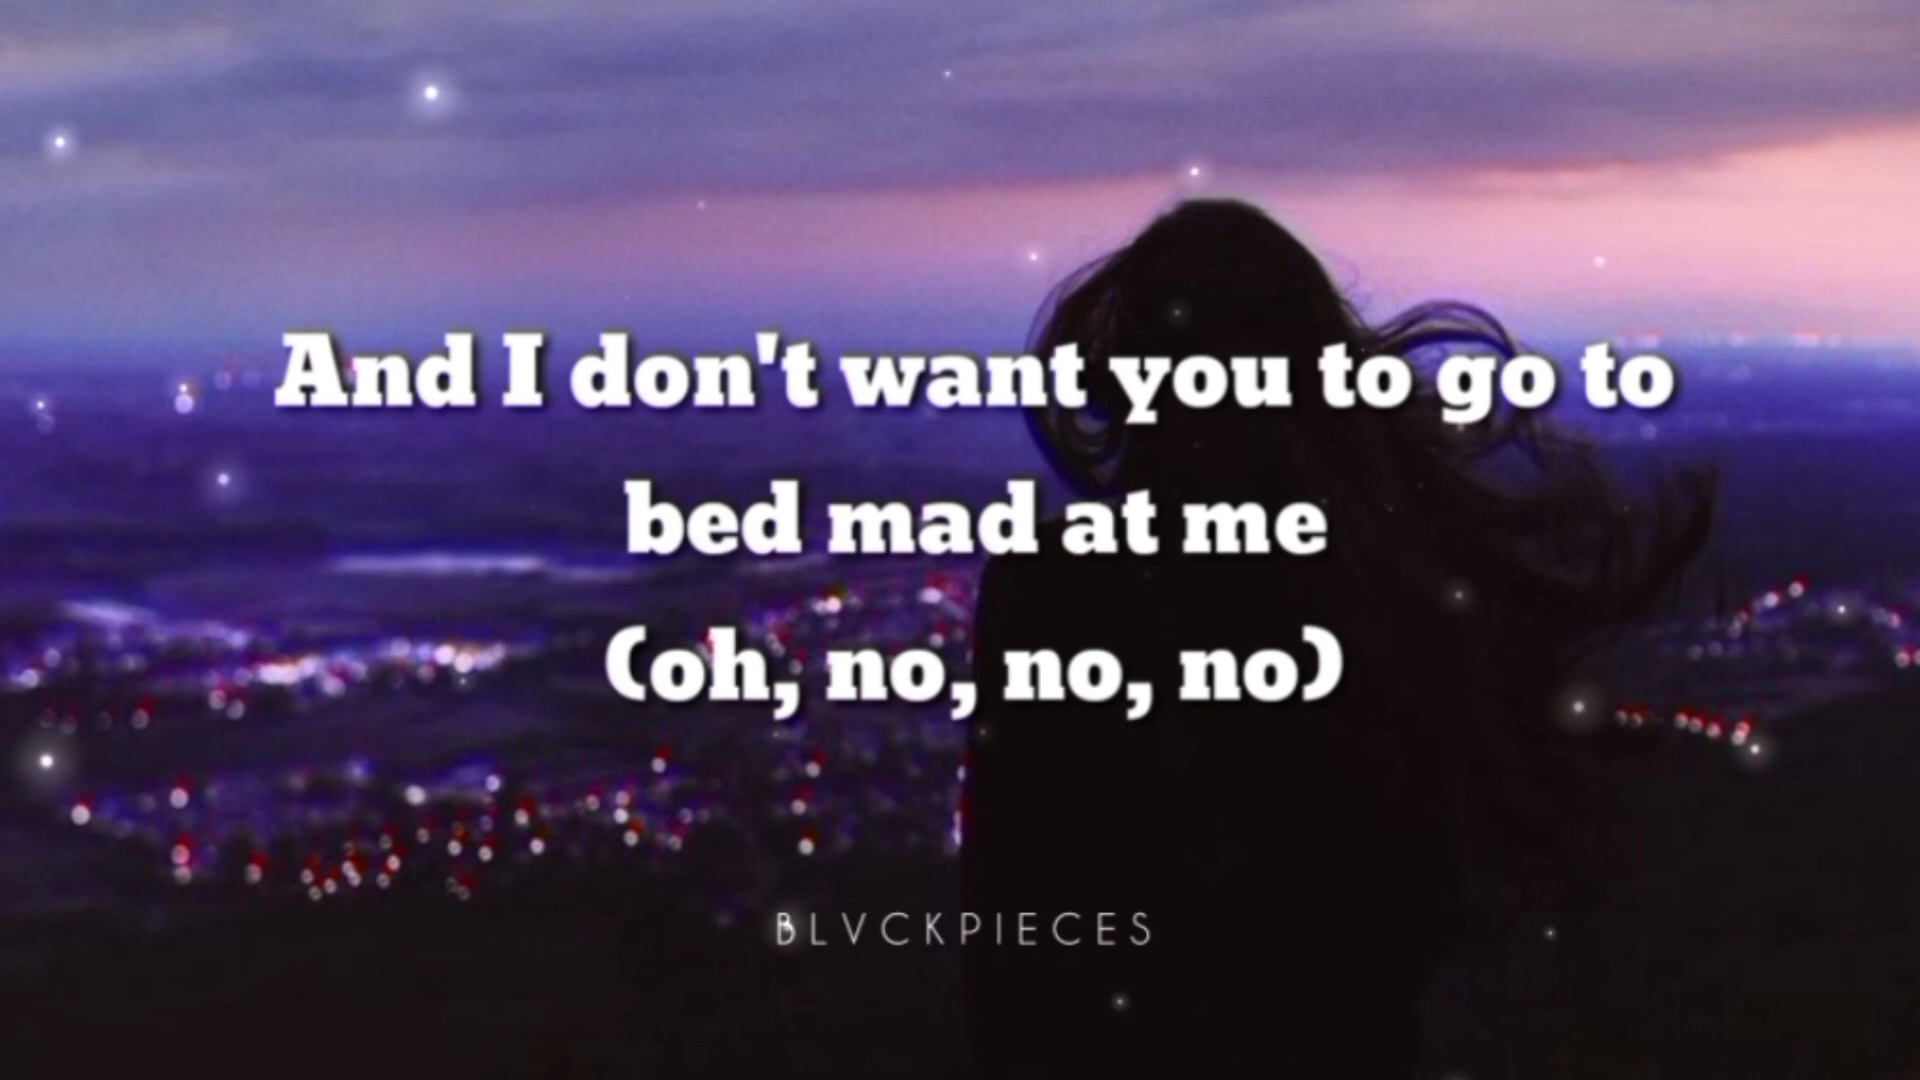 And I don't want you to go to
bed mad at me
(oh, no, no, no)
BLVCKPIECES